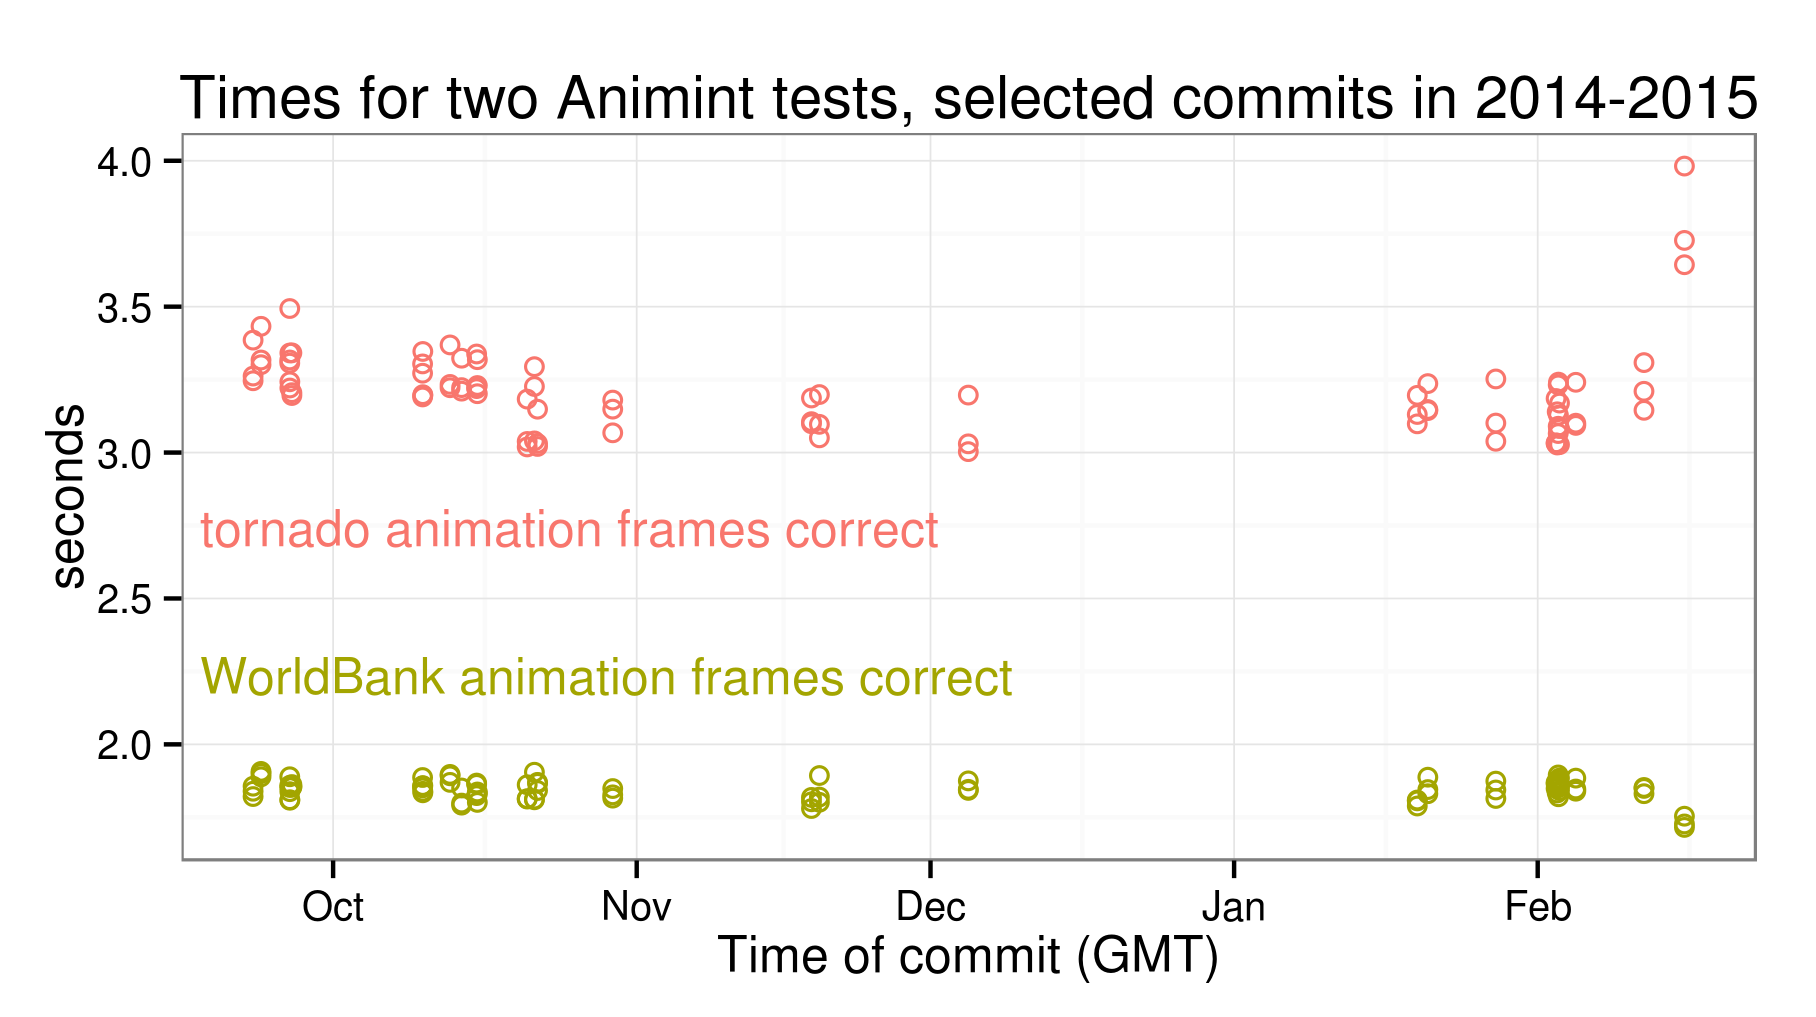 Times for two Animint tests, selected commits in 2014-2015
4.0
3.5
3.0
2.5
2.0
seconds
tornado animation frames correct
WorldBank animation frames correct
Oct
Nov
Dec
Jan
Feb
Time of commit (GMT)